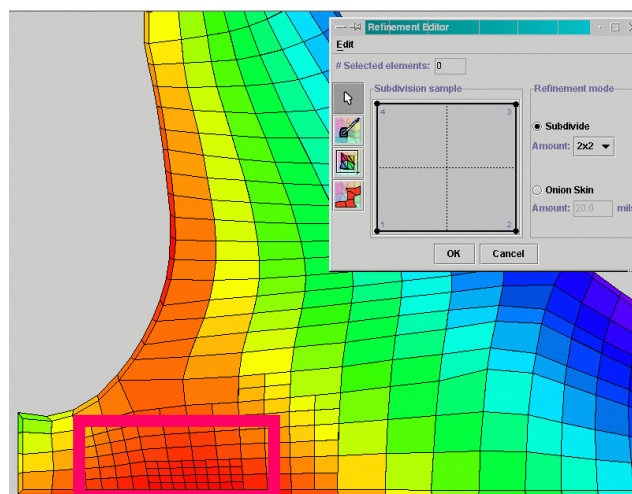 Refinement Editor
Edit
# Selected elements: 0
Subdivision sample
4 3
1 2
Refinement mode
Subdivide
Amount: 2x2
Onion Skin
Amount: 20.0 mils
OK Cancel